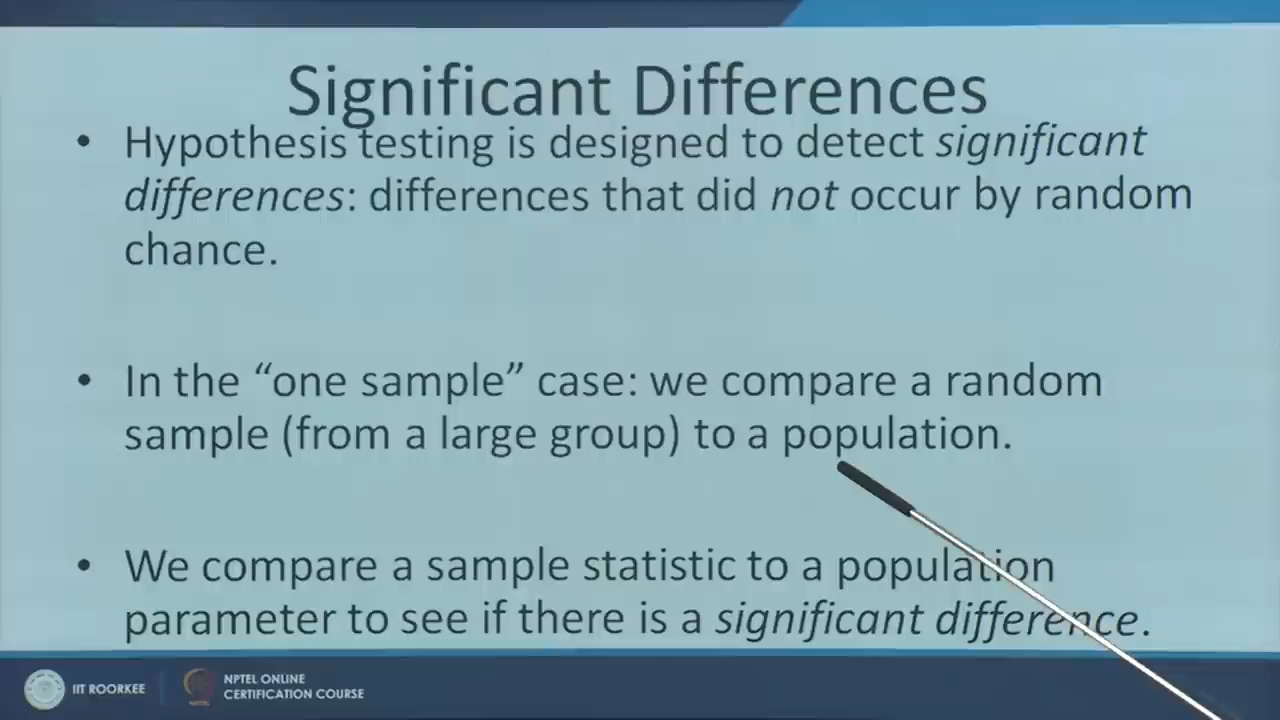 Significant Differences
• Hypothesis testing is designed to detect significant
differences: differences that did not occur by random
chance.
• In the “one sample” case: we compare a random
sample (from a large group) to a population.
• We compare a sample statistic to a population
parameter to see if there is a significant difference.
IIT ROORKEE
NPTEL ONLINE
CERTIFICATION COURSE